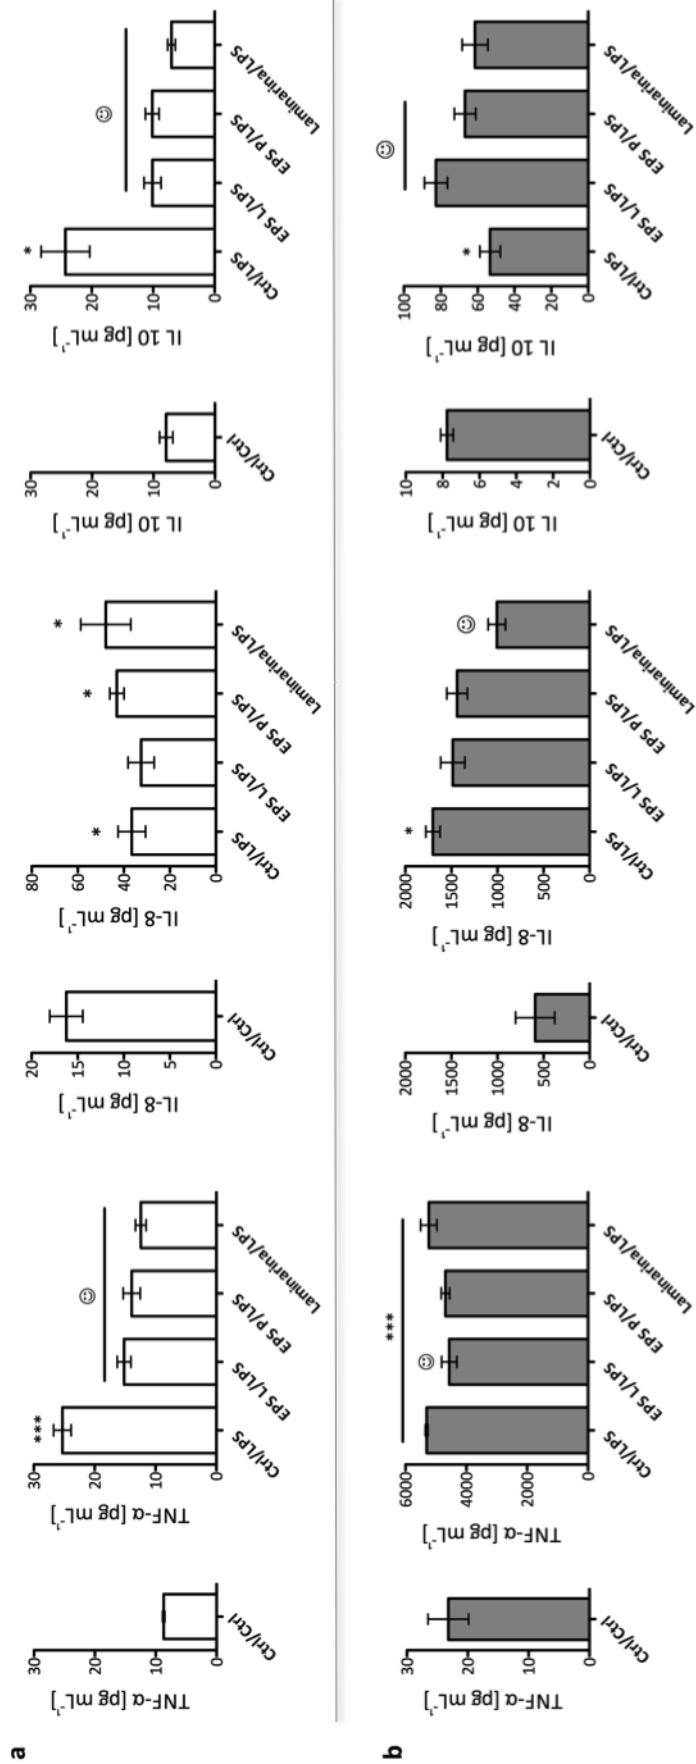 a
TNF-α [pg mL⁻¹]
30
20
10
0
Ctrl/Ctrl
TNF-α [pg mL⁻¹]
30
20
10
0
***
☺
Ctrl/LPS
EPS L/LPS
EPS P/LPS
Laminarina/LPS
IL-8 [pg mL⁻¹]
20
15
10
5
0
Ctrl/Ctrl
IL-8 [pg mL⁻¹]
80
60
40
20
0
*
*
*
Ctrl/LPS
EPS L/LPS
EPS P/LPS
Laminarina/LPS
IL 10 [pg mL⁻¹]
30
20
10
0
Ctrl/Ctrl
IL 10 [pg mL⁻¹]
30
20
10
0
*
☺
Ctrl/LPS
EPS L/LPS
EPS P/LPS
Laminarina/LPS
b
TNF-α [pg mL⁻¹]
30
20
10
0
Ctrl/Ctrl
TNF-α [pg mL⁻¹]
6000
4000
2000
0
***
☺
Ctrl/LPS
EPS L/LPS
EPS P/LPS
Laminarina/LPS
IL-8 [pg mL⁻¹]
2000
1500
1000
500
0
Ctrl/Ctrl
IL-8 [pg mL⁻¹]
2000
1500
1000
500
0
*
☺
Ctrl/LPS
EPS L/LPS
EPS P/LPS
Laminarina/LPS
IL 10 [pg mL⁻¹]
10
8
6
4
2
0
Ctrl/Ctrl
IL 10 [pg mL⁻¹]
100
80
60
40
20
0
*
☺
Ctrl/LPS
EPS L/LPS
EPS P/LPS
Laminarina/LPS